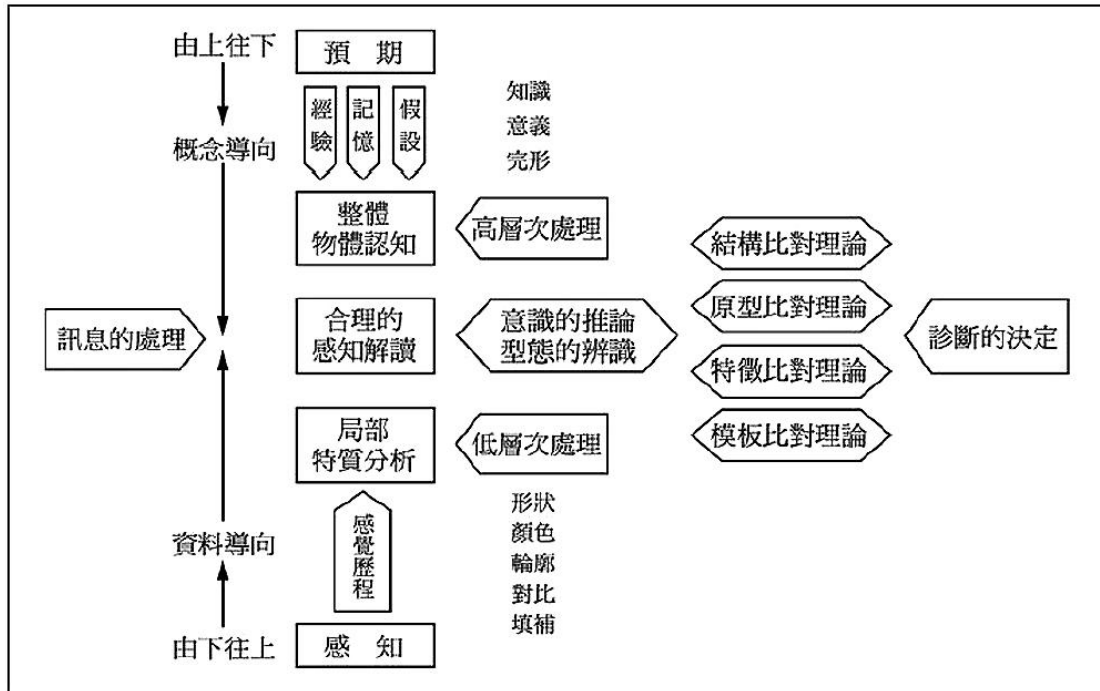 由上往下
預期
經驗
記憶
假設
知識
意義
完形
概念導向
整體
物體認知
高層次處理
結構比對理論
原型比對理論
訊息的處理
合理的
感知解讀
意識的推論
型態的辨識
診斷的決定
特徵比對理論
模板比對理論
局部
特質分析
低層次處理
形狀
顏色
輪廓
對比
填補
資料導向
感覺歷程
由下往上
感知